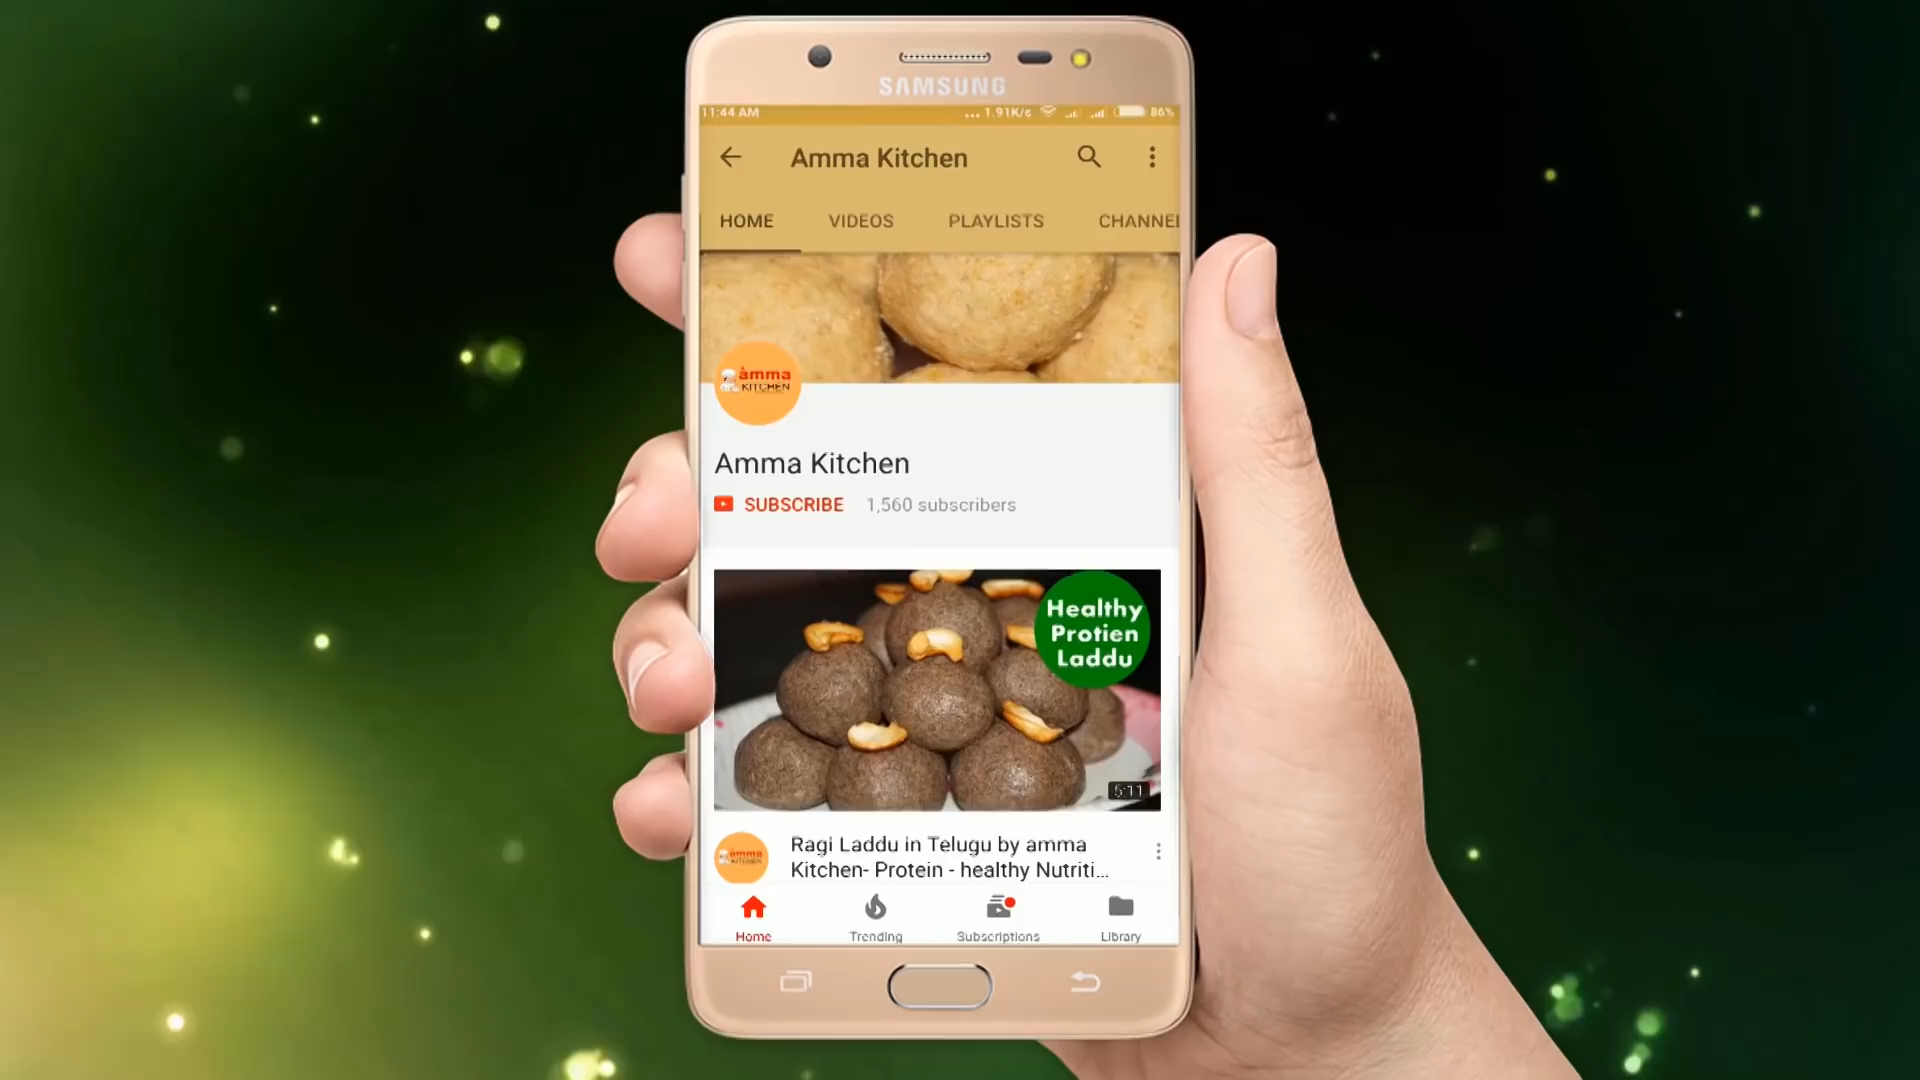 SAMSUNG
11:44 AM ... 1.91K/s 86%
Amma Kitchen
HOME VIDEOS PLAYLISTS CHANNEL
amma
KITCHEN
Amma Kitchen
SUBSCRIBE 1,560 subscribers
Healthy
Protien
Laddu
5:11
amma
KITCHEN
Ragi Laddu in Telugu by amma
Kitchen- Protein - healthy Nutriti...
Home Trending Subscriptions Library